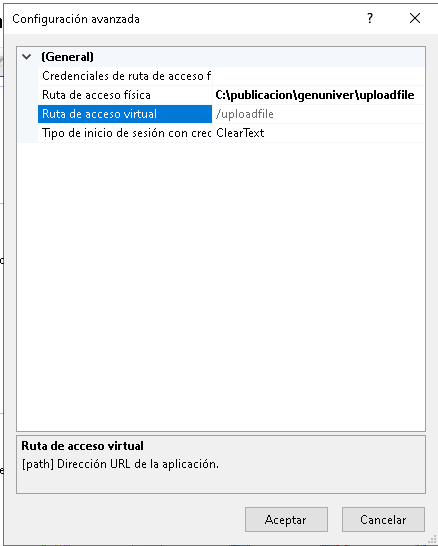 Configuración avanzada
?
(General)
Credenciales de ruta de acceso f
Ruta de acceso física C:\publicacion\genuniver\uploadfile
Ruta de acceso virtual /uploadfile
Tipo de inicio de sesión con cred ClearText
Ruta de acceso virtual
[path] Dirección URL de la aplicación.
Aceptar Cancelar